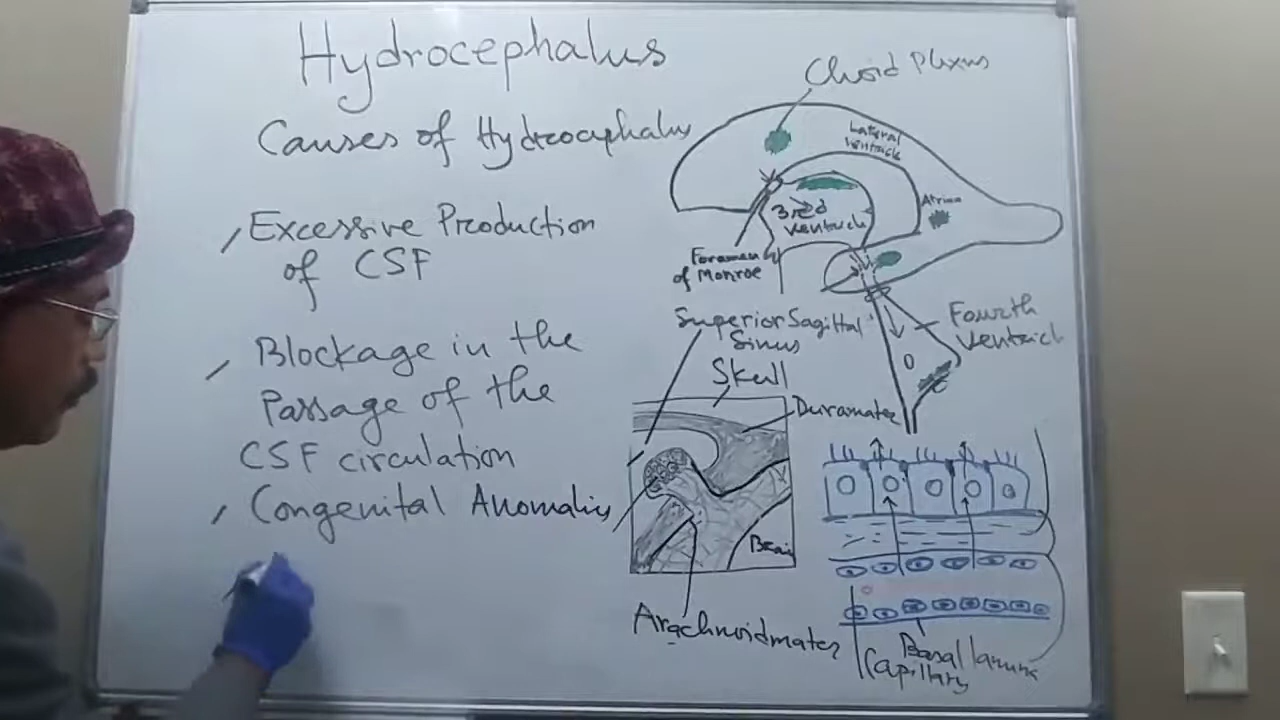 Hydrocephalus
Causes of Hydrocephalus
Excessive Production
of CSF
Blockage in the
Passage of the
CSF circulation
Congenital Anomalies
Choroid Plexus
Lateral
Ventricle
3rd
Ventricle
Atrium
Foramen
of Monroe
Superior Sagittal
Sinus
Fourth
Ventricle
Skull
Duramater
Brain
Arachnoidmater
Basal lamina
Capillary